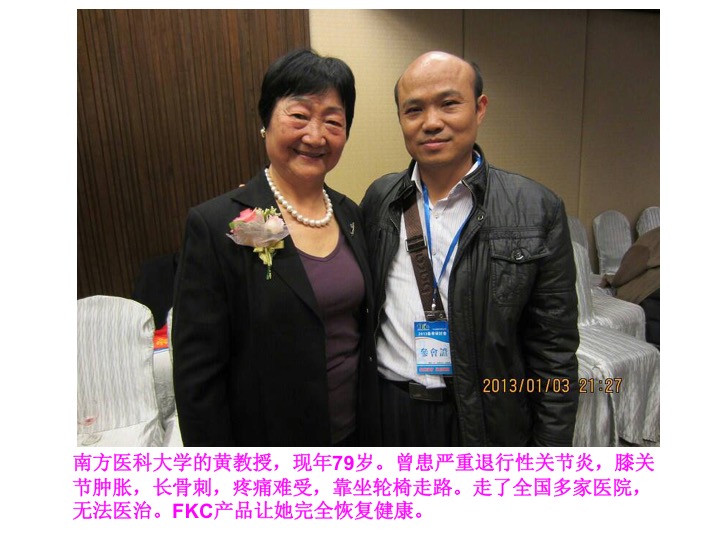 參會證
2013/01/03 21:27
南方医科大学的黄教授，现年79岁。曾患严重退行性关节炎，膝关
节肿胀，长骨刺，疼痛难受，靠坐轮椅走路。走了全国多家医院，
无法医治。FKC产品让她完全恢复健康。